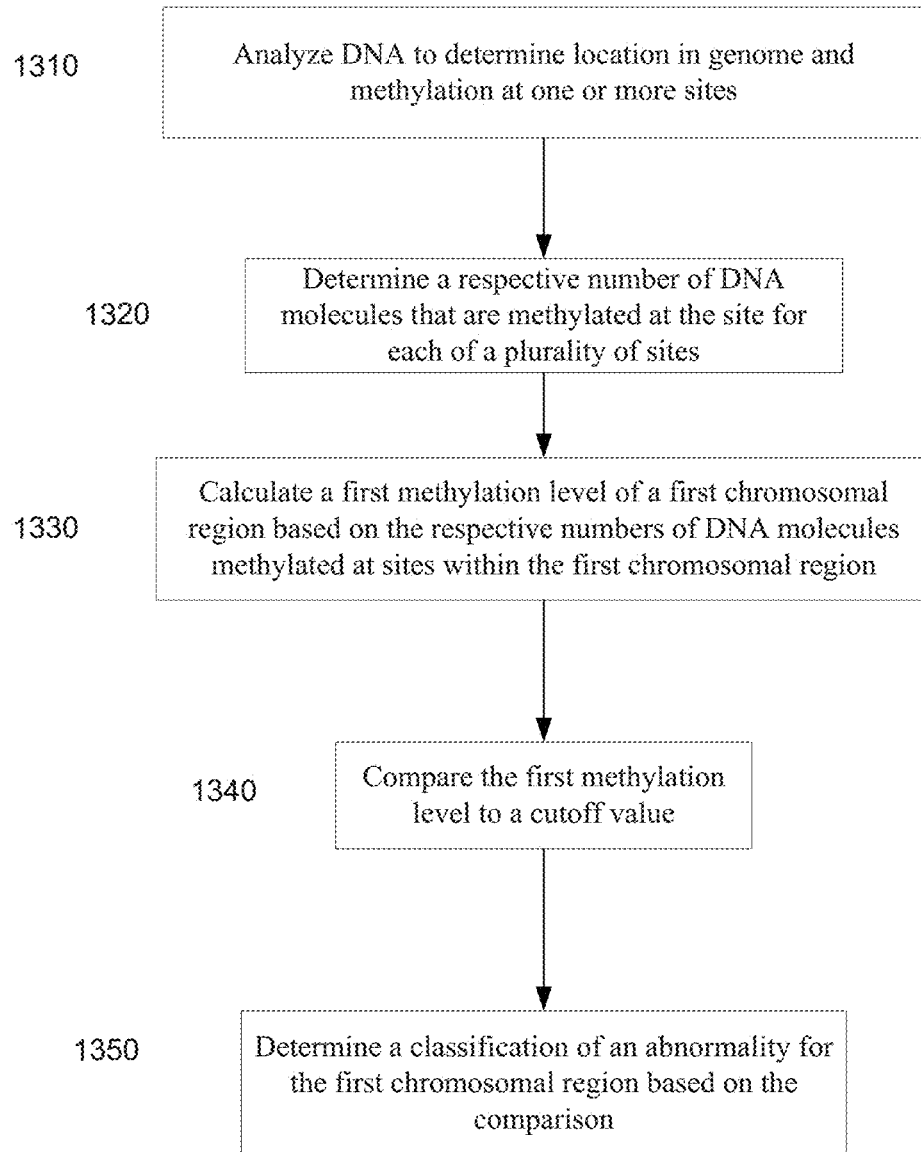 1310
Analyze DNA to determine location in genome and
methylation at one or more sites
1320
Determine a respective number of DNA
molecules that are methylated at the site for
each of a plurality of sites
1330
Calculate a first methylation level of a first chromosomal
region based on the respective numbers of DNA molecules
methylated at sites within the first chromosomal region
1340
Compare the first methylation
level to a cutoff value
1350
Determine a classification of an abnormality for
the first chromosomal region based on the
comparison